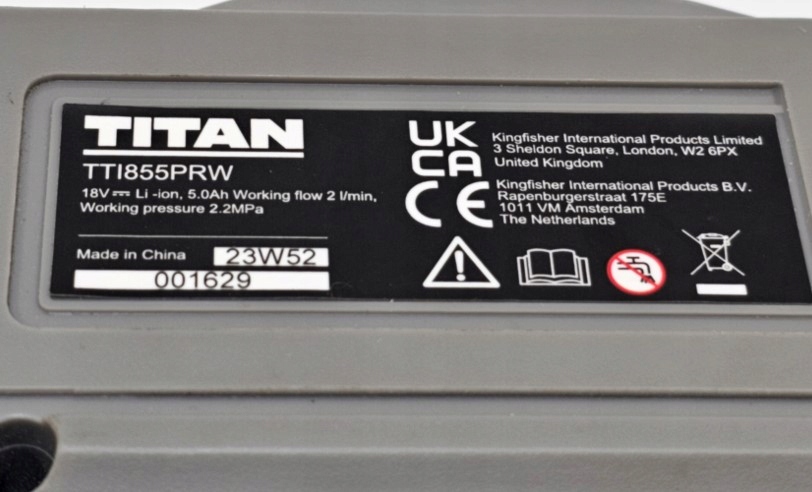 TITAN
TTI855PRW
18V⎓ Li -ion, 5.0Ah Working flow 2 l/min,
Working pressure 2.2MPa
Made in China 23W52
001629
UK
CA
CE
Kingfisher International Products Limited
3 Sheldon Square, London, W2 6PX
United Kingdom
Kingfisher International Products B.V.
Rapenburgerstraat 175E
1011 VM Amsterdam
The Netherlands